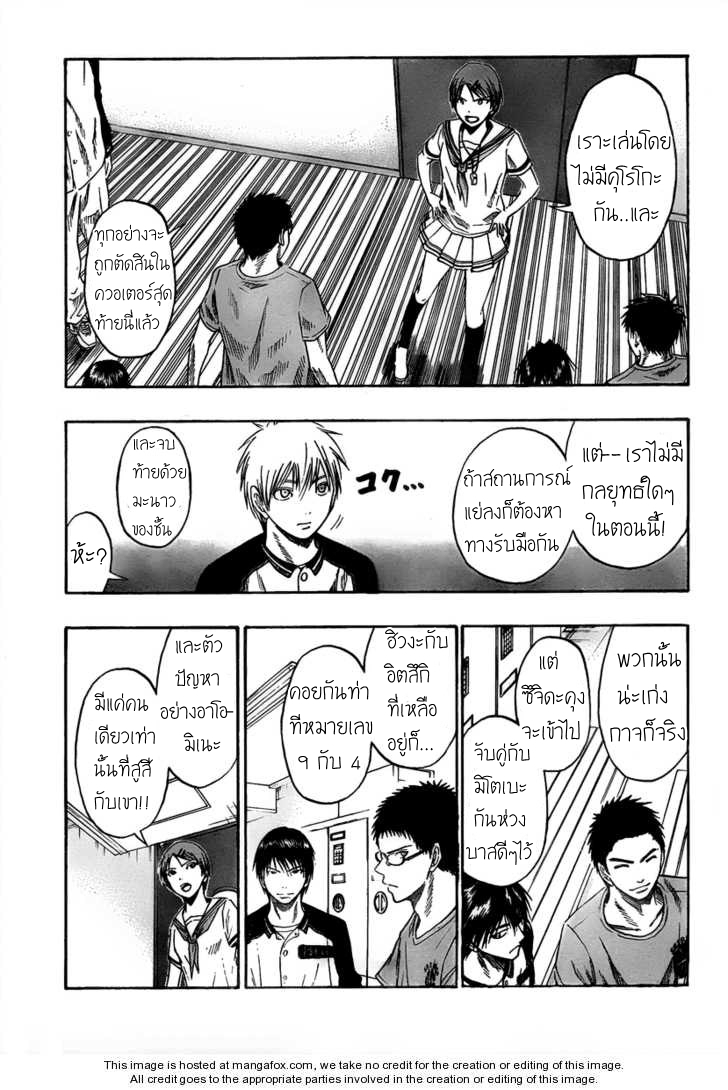 เราะเล่นโดย
ไม่มีคุโรโกะ
กัน..และ
ทุกอย่างจะ
ถูกตัดสินใน
ควอเตอร์สุด
ท้ายนี่แล้ว
แต่-- เราไม่มี
กลยุทธ์ใดๆ
ในตอนนี้!
ถ้าสถานการณ์
แย่ลงก็ต้องหา
ทางรับมือกัน
コク...
และจบ
ท้ายด้วย
มะนาว
ของชั้น
ห้ะ?
พวกนั้น
น่ะเก่ง
กาจก็จริง
แต่
ซึจิดะคุง
จะเข้าไป
จับคู่กับ
มิโตเบะ
กันห่วง
บาสดีๆไว้
ฮิวงะกับ
อิตสึกิ
ที่เหลือ
อยู่ก็...
คอยกันท่า
ทีหมายเลข
9 กับ 4
และตัว
ปัญหา
อย่างอาโอ-
มิเนะ
มีแค่คน
เดียวเท่า
นั้นที่สู้สี
กับเขา!!
This image is hosted at mangafox.com, we take no credit for the creation or editing of this image.
All credit goes to the appropriate parties involved in the creation or editing of this image.